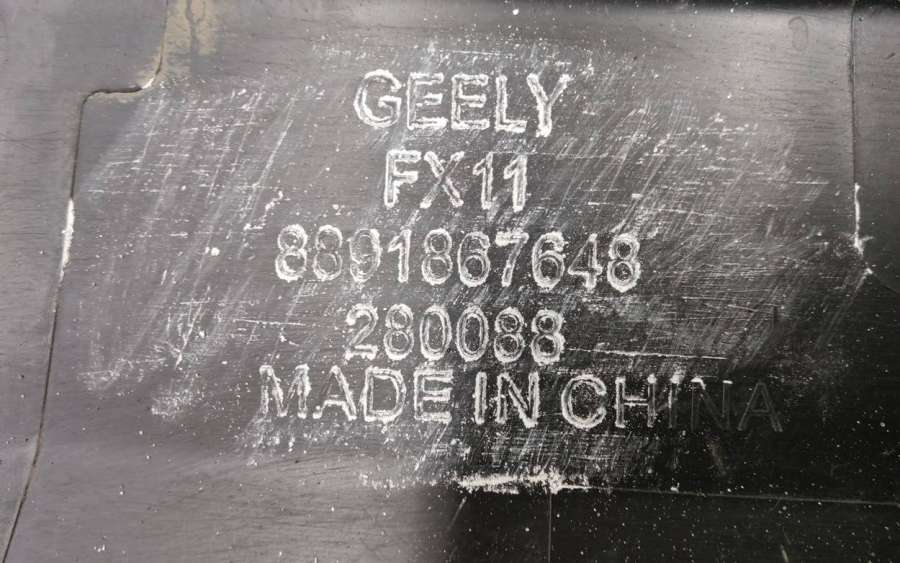 GEELY
FX11
8891867648
280088
MADE IN CHINA